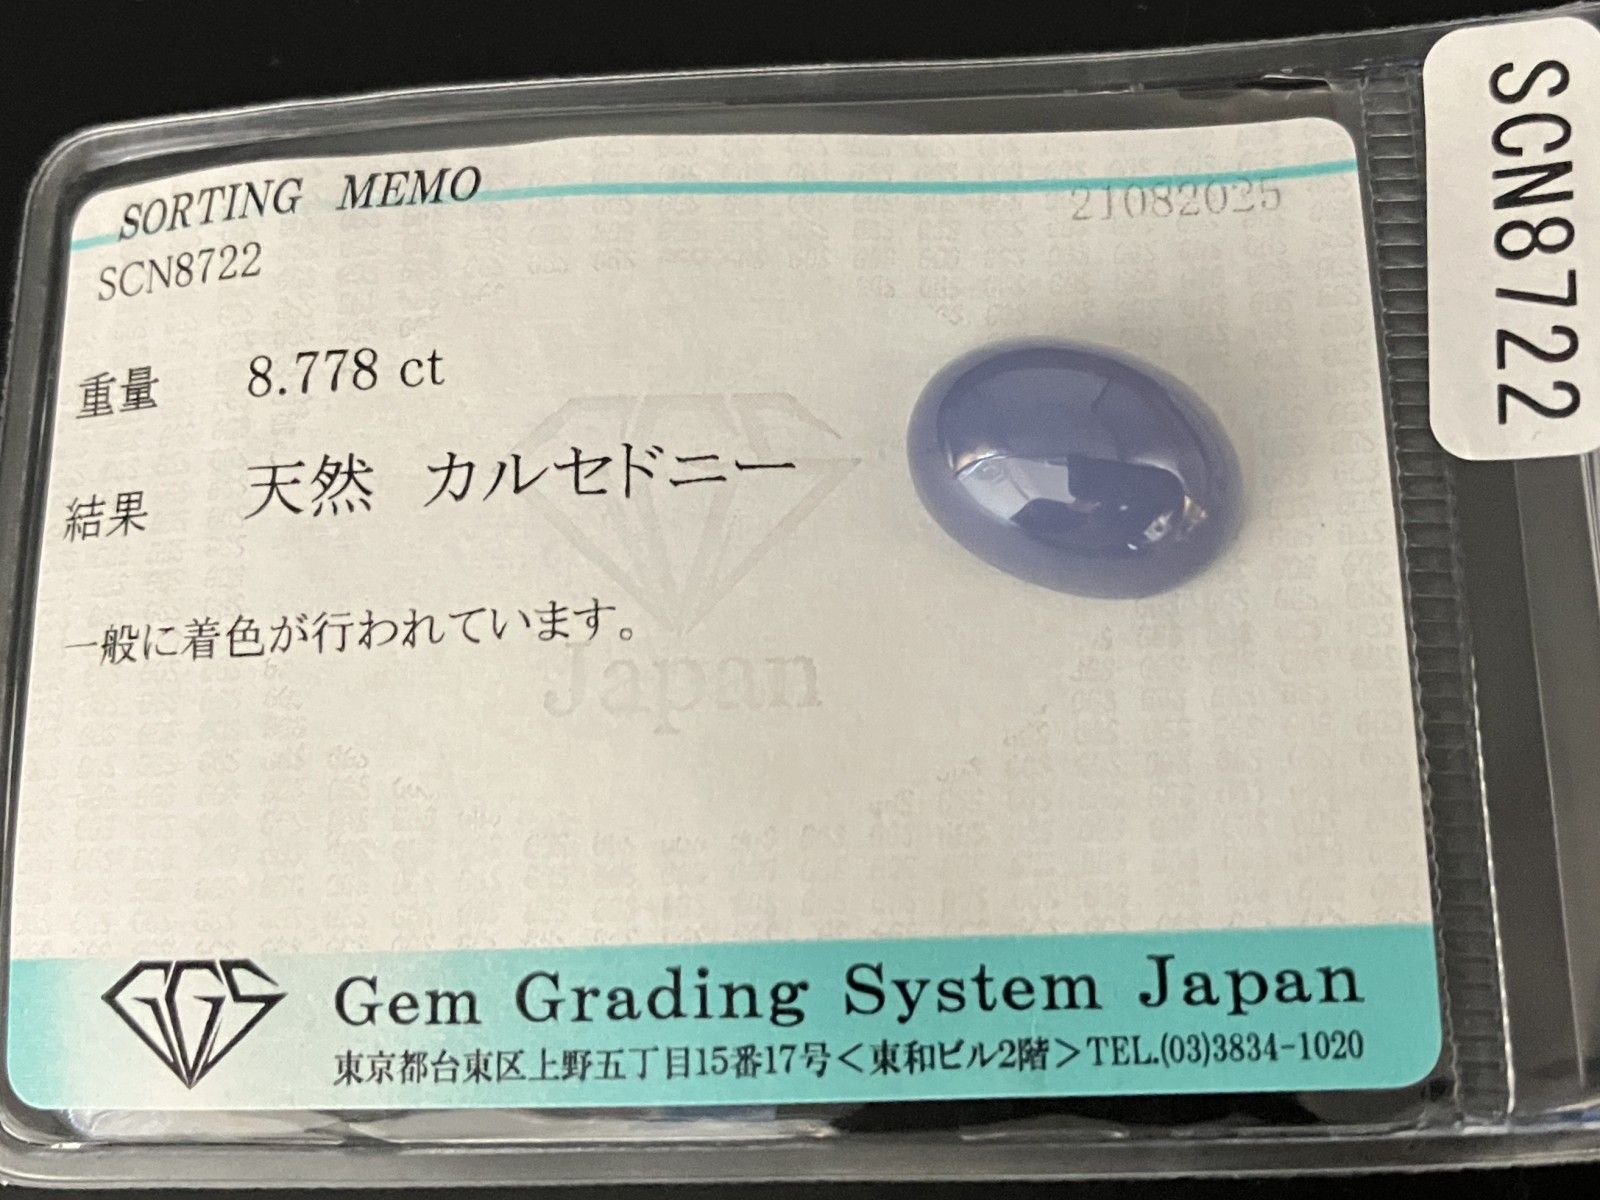 SORTING MEMO
21082025
SCN8722
SCN8722
重量 8.778 ct
結果 天然 カルセドニー
一般に着色が行われています。
Japan
GGS
Gem Grading System Japan
東京都台東区上野五丁目15番17号＜東和ビル2階＞TEL.(03)3834-1020